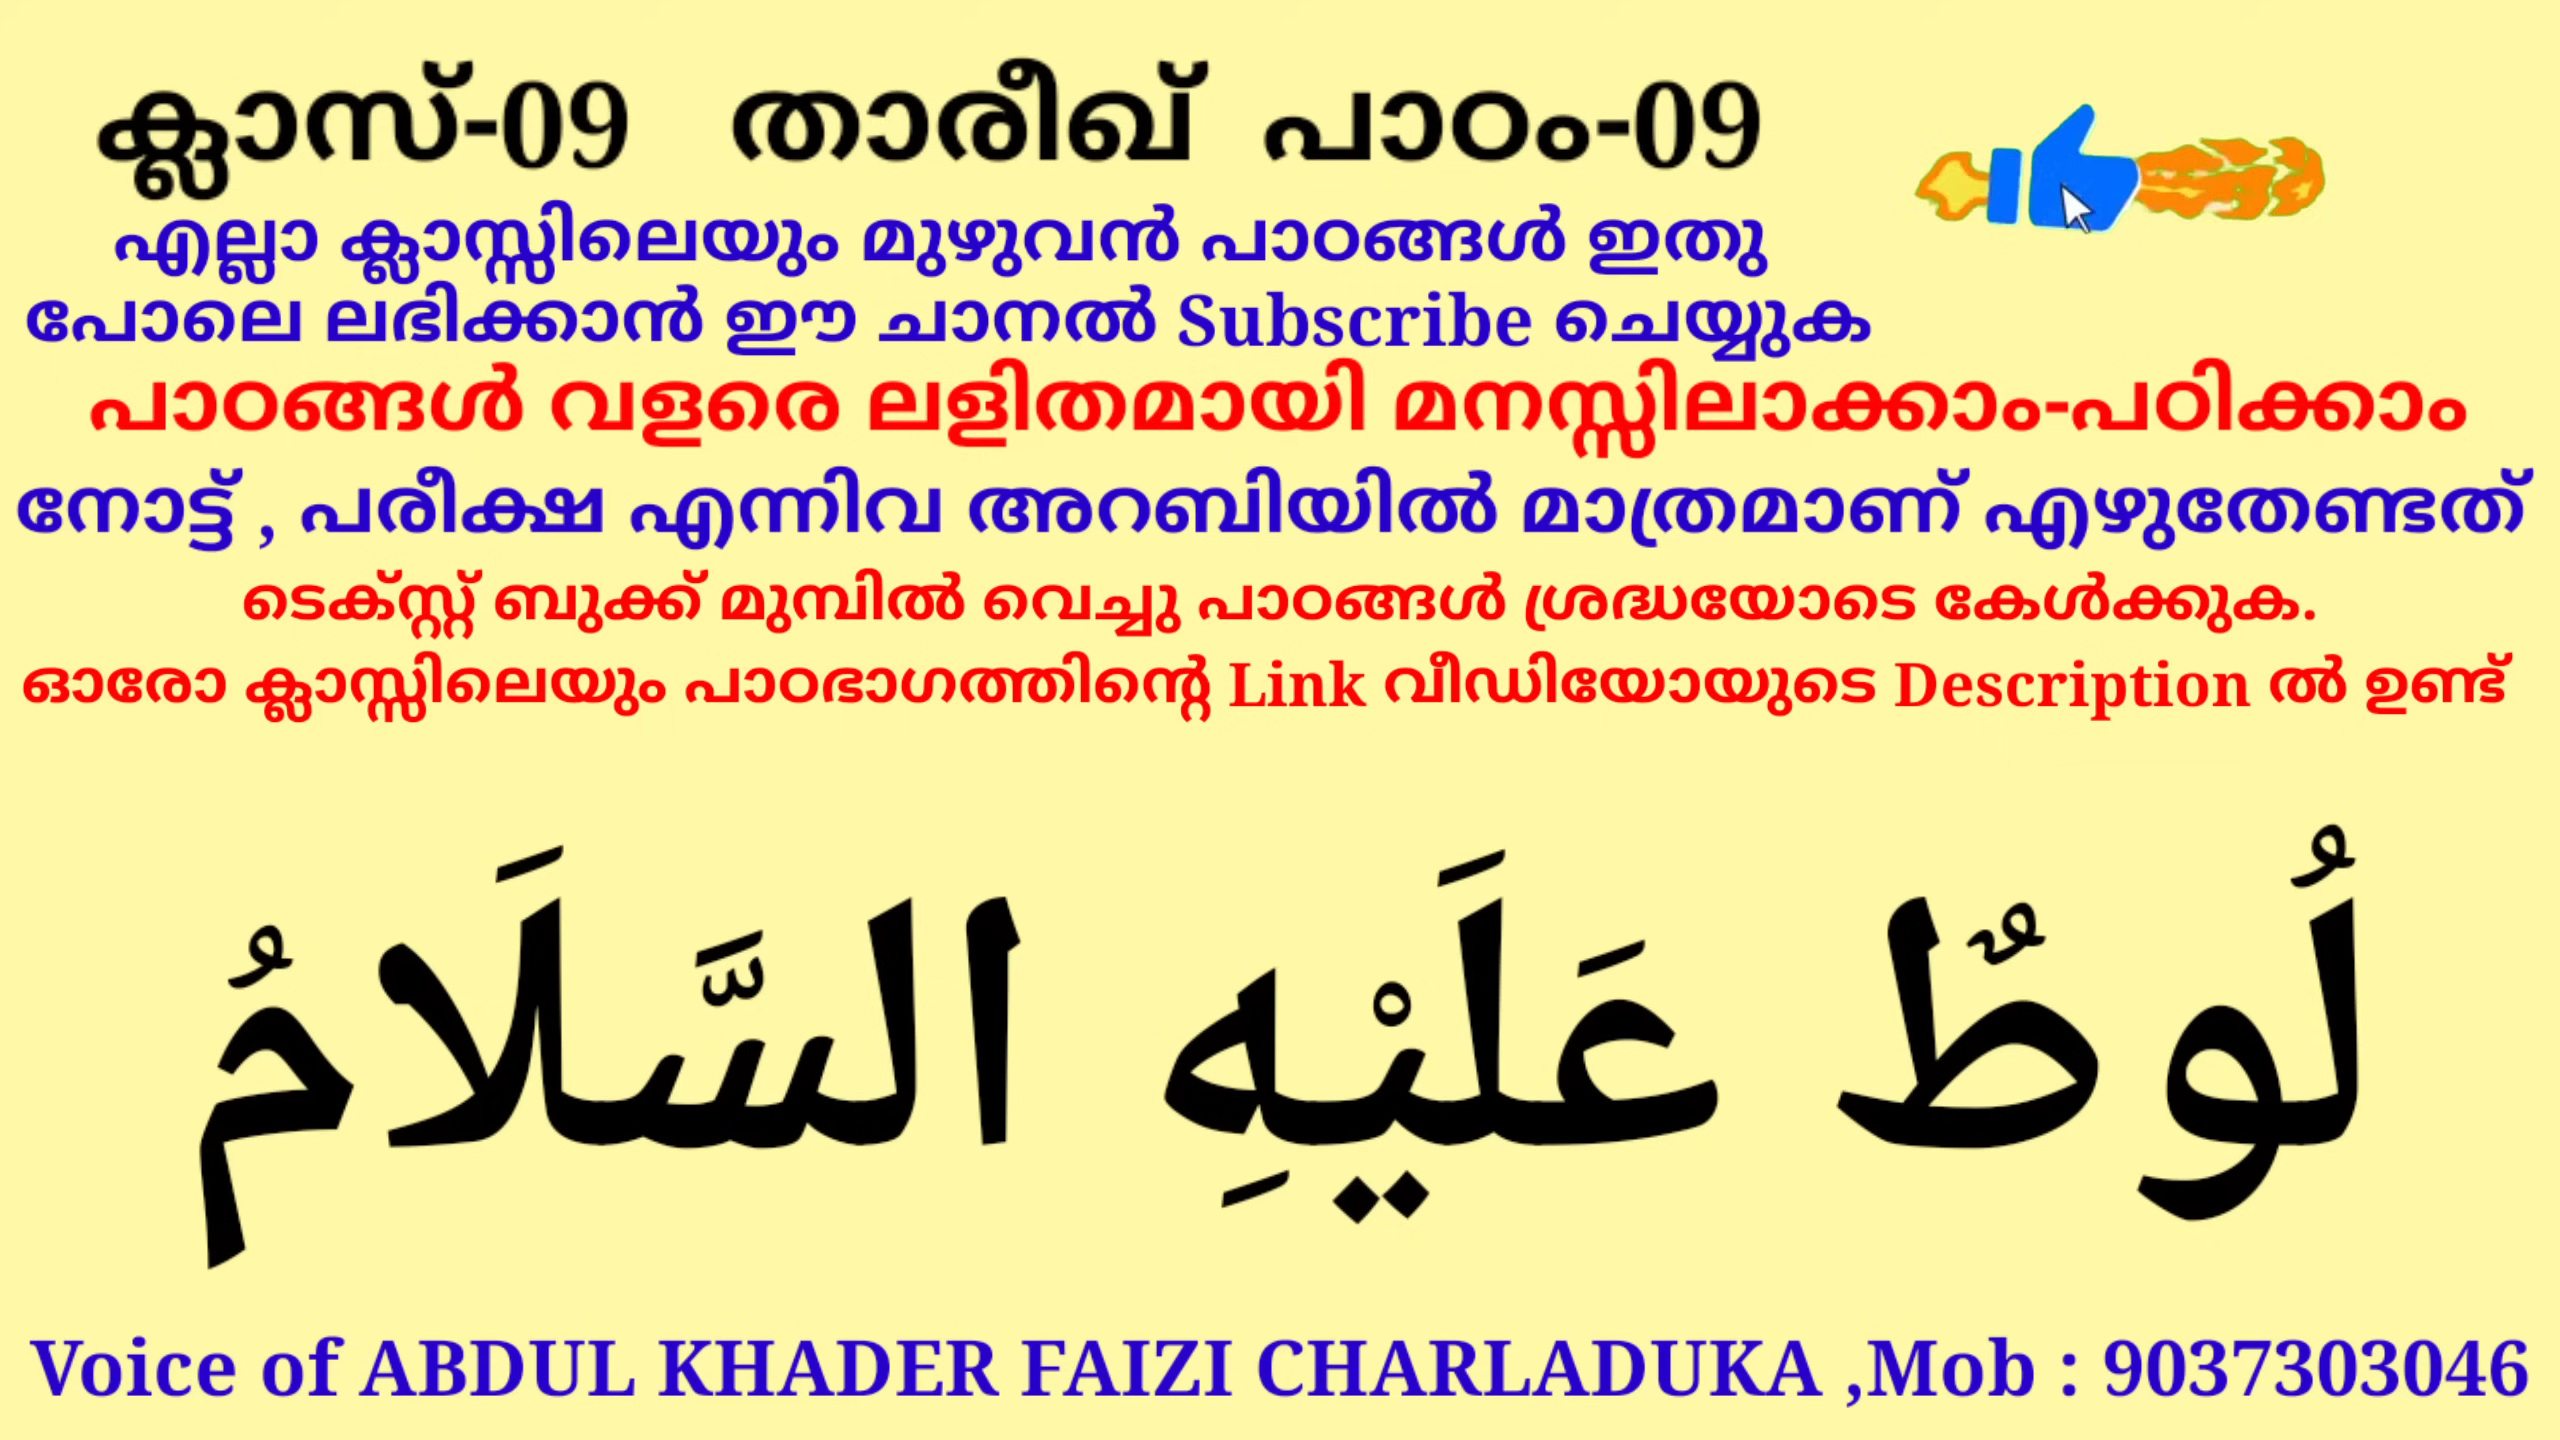 ക്ലാസ്-09 താരീഖ് പാഠം-09
എല്ലാ ക്ലാസ്സിലെയും മുഴുവൻ പാഠങ്ങൾ ഇതു
പോലെ ലഭിക്കാൻ ഈ ചാനൽ Subscribe ചെയ്യുക
പാഠങ്ങൾ വളരെ ലളിതമായി മനസ്സിലാക്കാം-പഠിക്കാം
നോട്ട് , പരീക്ഷ എന്നിവ അറബിയിൽ മാത്രമാണ് എഴുതേണ്ടത്
ടെക്സ്റ്റ് ബുക്ക് മുമ്പിൽ വെച്ചു പാഠങ്ങൾ ശ്രദ്ധയോടെ കേൾക്കുക.
ഓരോ ക്ലാസ്സിലെയും പാഠഭാഗത്തിന്റെ Link വീഡിയോയുടെ Description ൽ ഉണ്ട്
لُوطٌ عَلَيْهِ السَّلَامُ
Voice of ABDUL KHADER FAIZI CHARLADUKA ,Mob : 9037303046